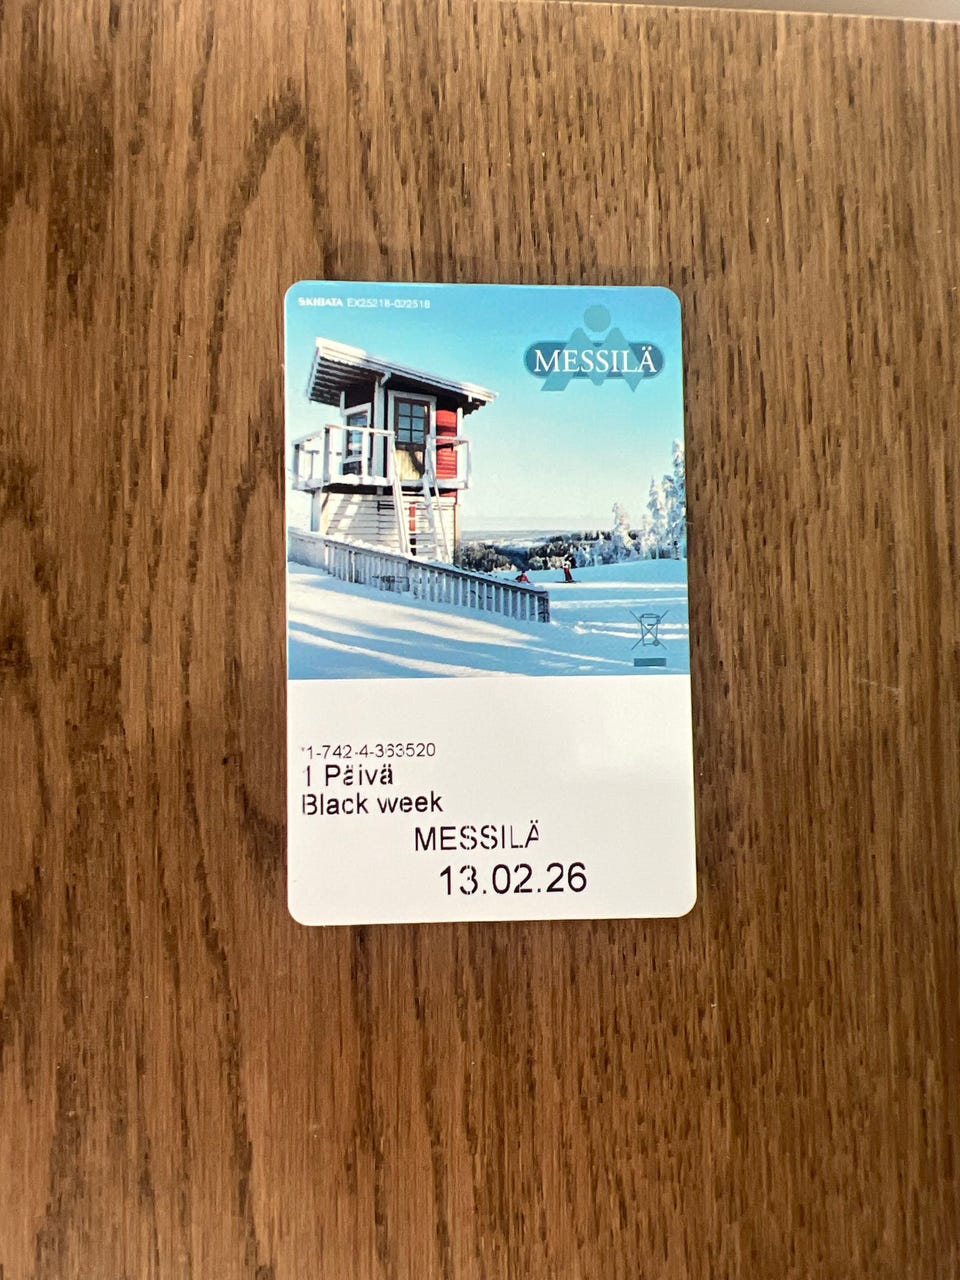 SKIDATA EX25218-022518
MESSILÄ
*1-742-4-363520
1 Päivä
Black week
MESSILÄ
13.02.26